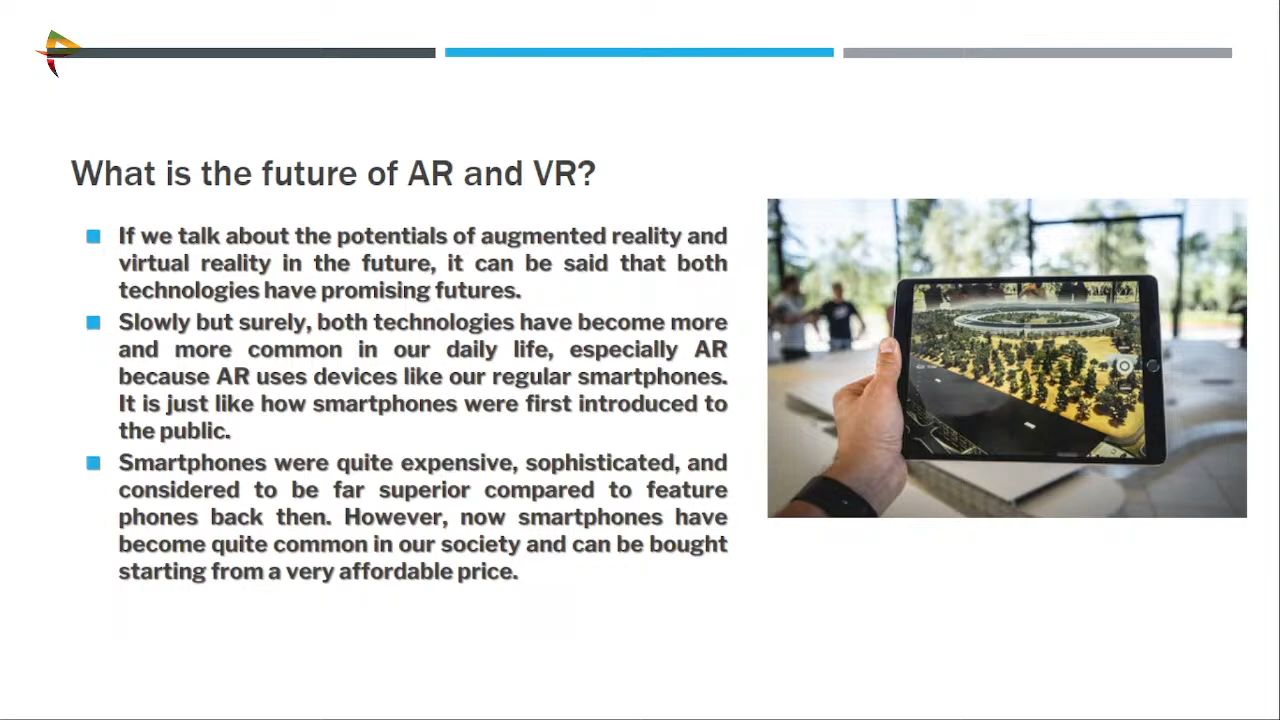 What is the future of AR and VR?
If we talk about the potentials of augmented reality and
virtual reality in the future, it can be said that both
technologies have promising futures.
Slowly but surely, both technologies have become more
and more common in our daily life, especially AR
because AR uses devices like our regular smartphones.
It is just like how smartphones were first introduced to
the public.
Smartphones were quite expensive, sophisticated, and
considered to be far superior compared to feature
phones back then. However, now smartphones have
become quite common in our society and can be bought
starting from a very affordable price.